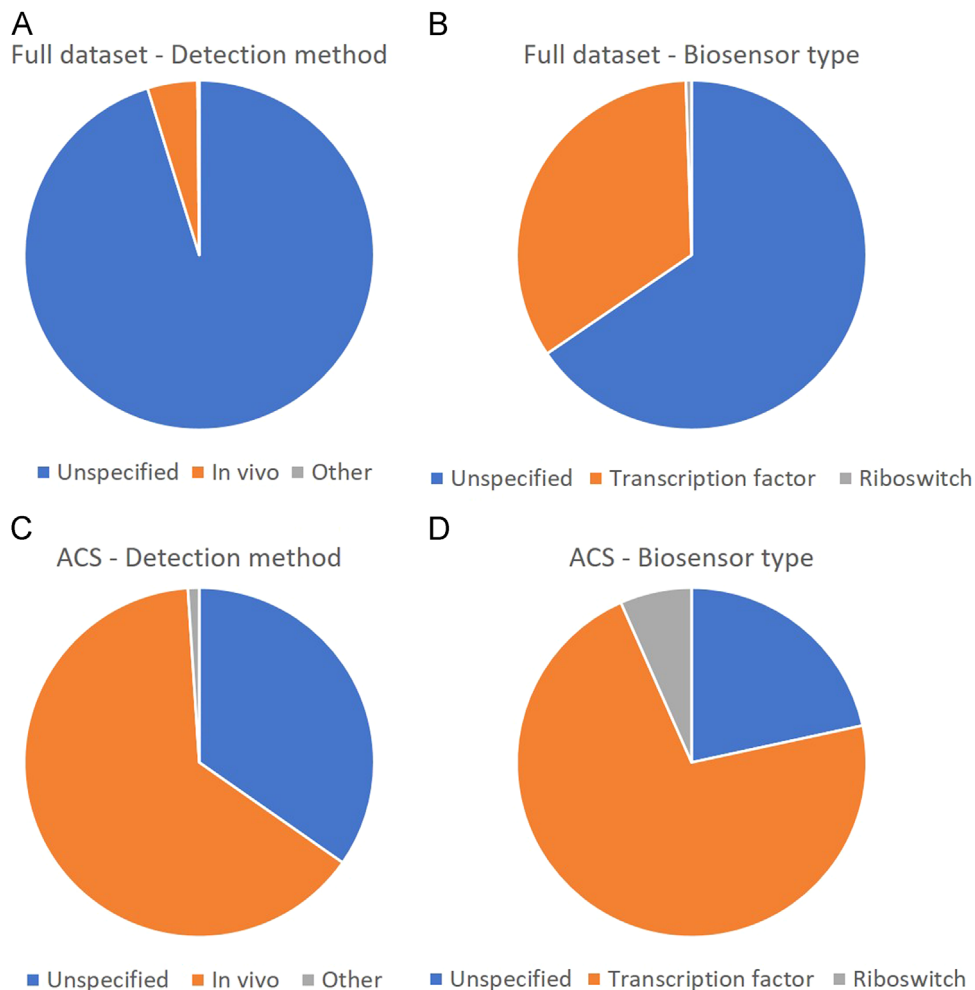 A
Full dataset - Detection method
Unspecified In vivo Other
B
Full dataset - Biosensor type
Unspecified Transcription factor Riboswitch
C
ACS - Detection method
Unspecified In vivo Other
D
ACS - Biosensor type
Unspecified Transcription factor Riboswitch